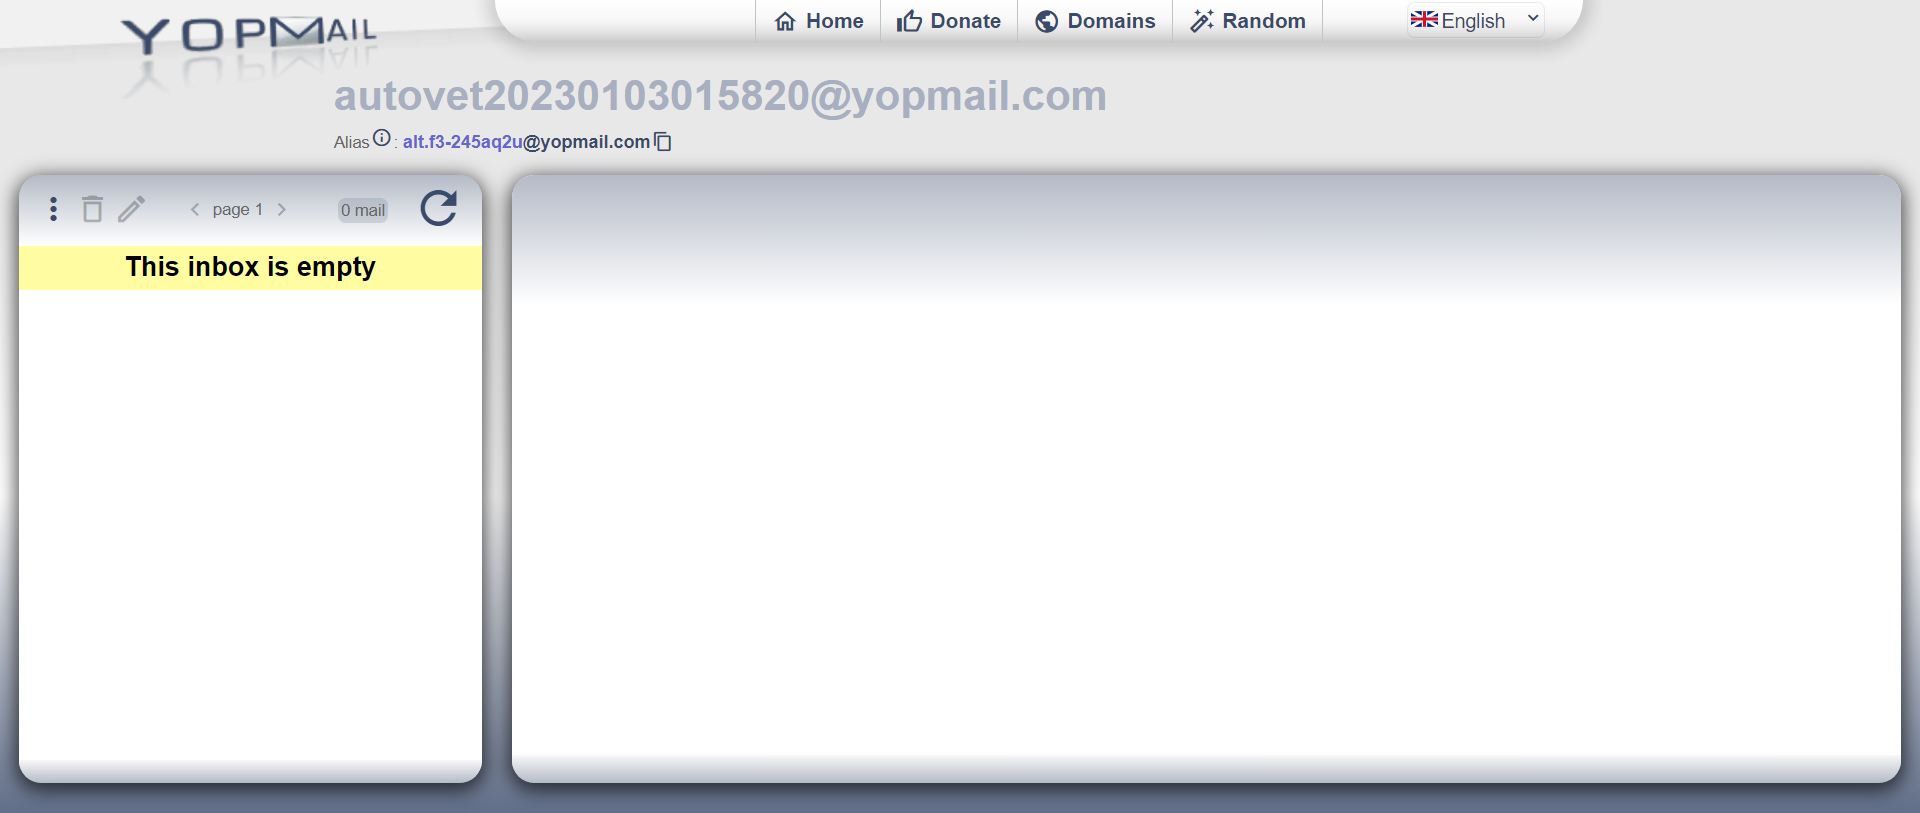 YOPMAIL
Home Donate Domains Random English
autovet20230103015820@yopmail.com
Alias : alt.f3-245aq2u@yopmail.com
page 1 0 mail
This inbox is empty